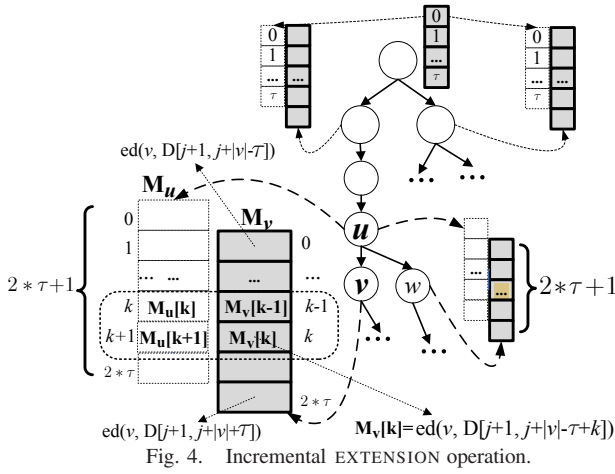 0
1
...
τ
0
1
...
...
τ
0
1
...
...
τ
ed(v, D[j+1, j+|v|-τ])
M_u
M_v
u
v
w
...
...
...
...
0
1
... ...
k
k+1
2*τ
M_u[k]
M_u[k+1]
...
M_v[k-1]
M_v[k]
0
...
k-1
k
2*τ
2*τ+1
...
...
2*τ+1
ed(v, D[j+1, j+|v|+τ])
M_v[k]=ed(v, D[j+1, j+|v|-τ+k])
Fig. 4. Incremental EXTENSION operation.